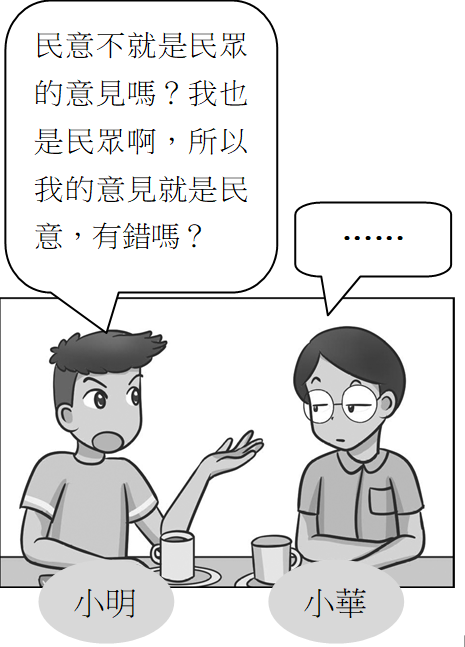 民意不就是民眾
的意見嗎？我也
是民眾啊，所以
我的意見就是民
意，有錯嗎？
……
小明
小華